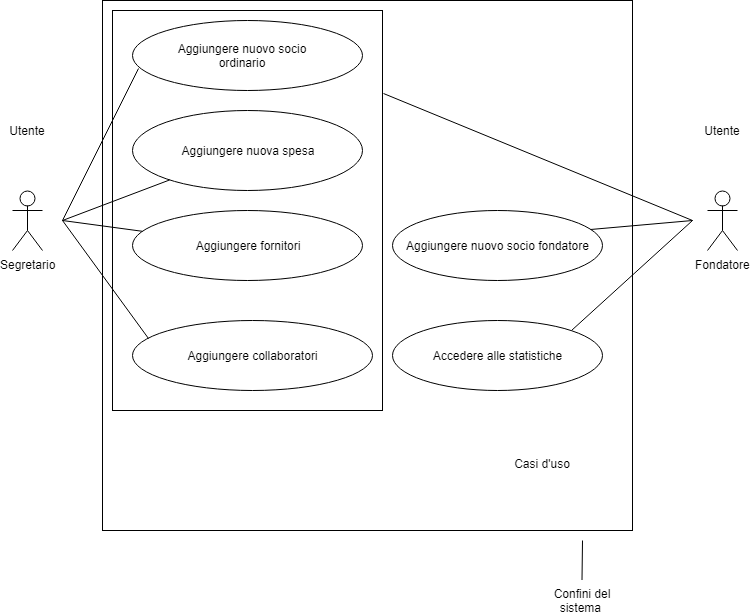 Aggiungere nuovo socio
ordinario
Utente
Utente
Aggiungere nuova spesa
Aggiungere fornitori
Aggiungere nuovo socio fondatore
Segretario
Fondatore
Aggiungere collaboratori
Accedere alle statistiche
Casi d'uso
Confini del
sistema